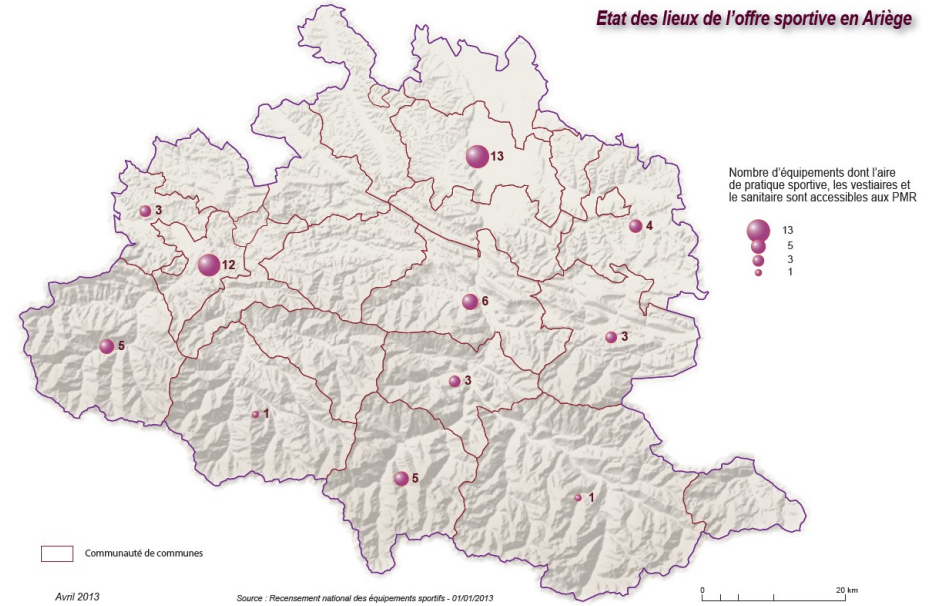 Etat des lieux de l'offre sportive en Ariège
13
Nombre d'équipements dont l'aire
de pratique sportive, les vestiaires et
le sanitaire sont accessibles aux PMR
3
4
13
5
3
1
12
6
3
5
3
1
5
1
Communauté de communes
Avril 2013
Source : Recensement national des équipements sportifs - 01/01/2013
0 20 km